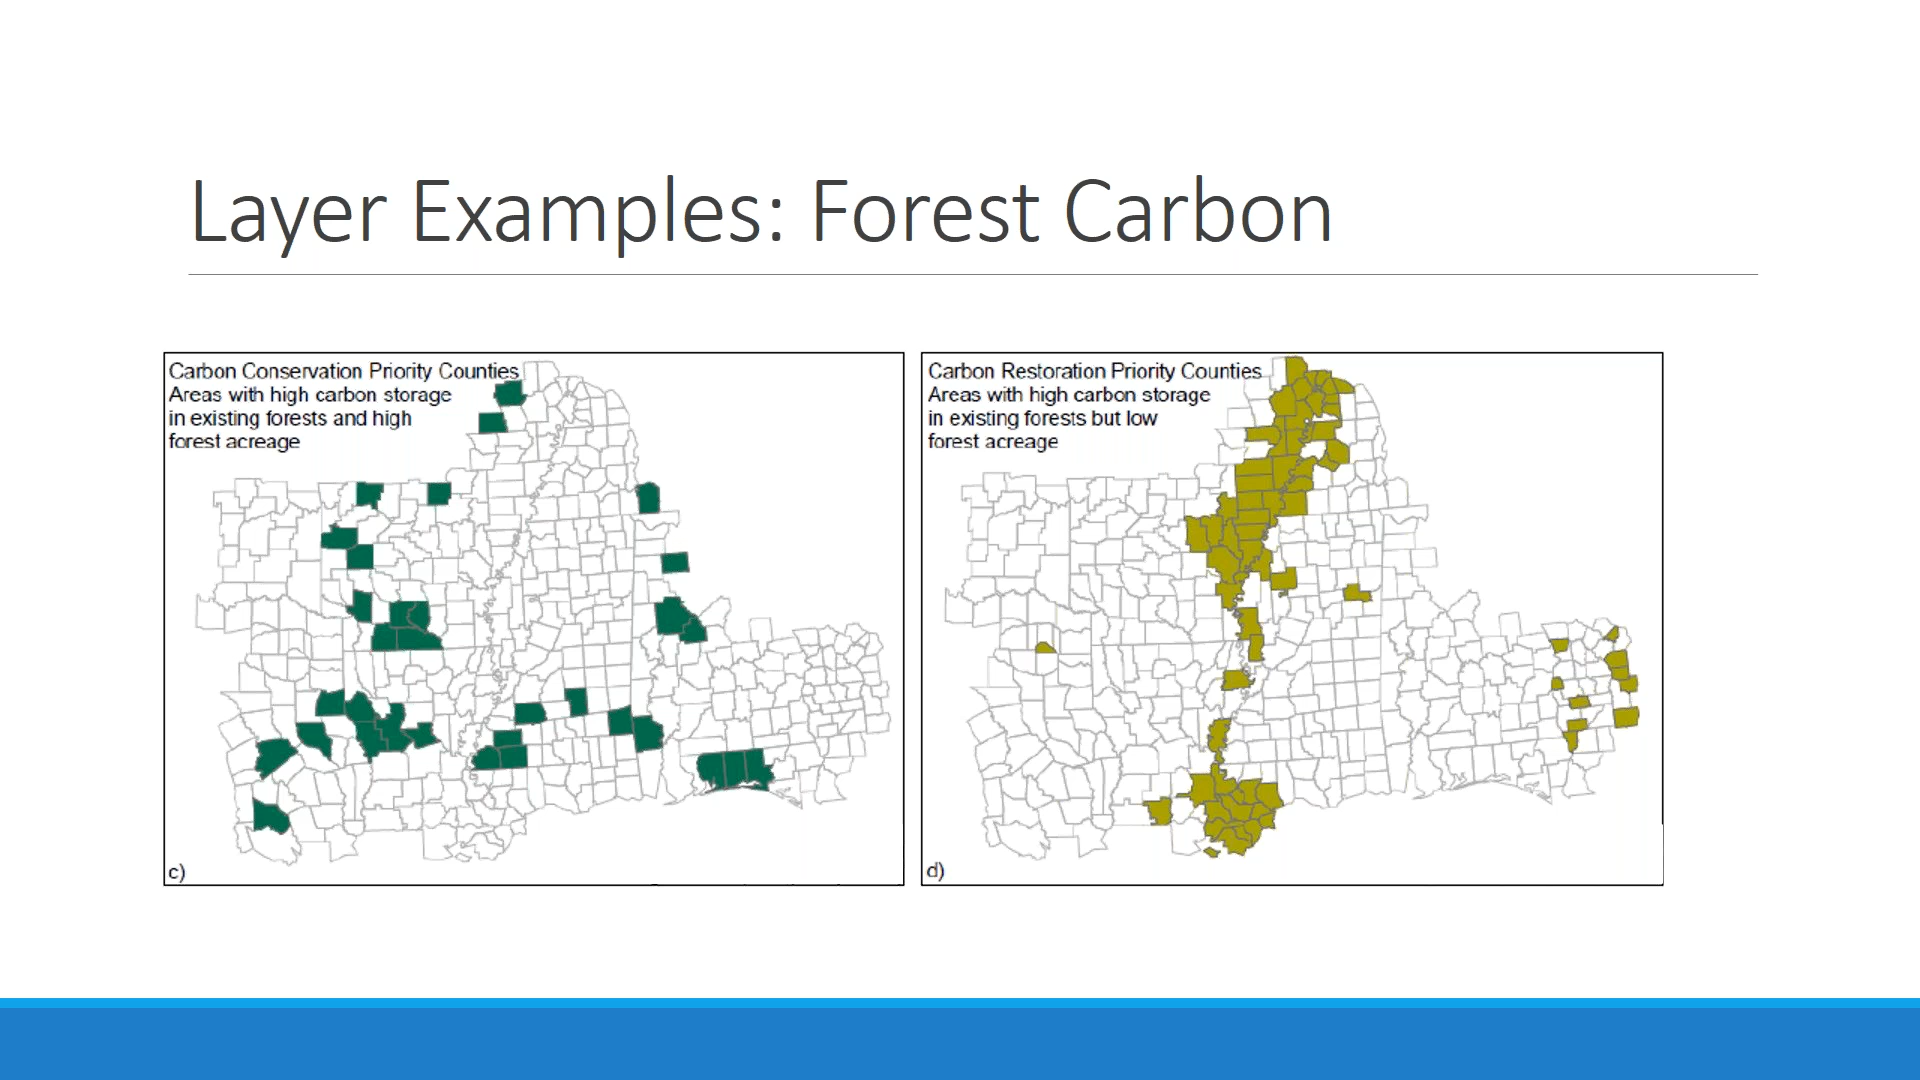 Layer Examples: Forest Carbon
Carbon Conservation Priority Counties
Areas with high carbon storage
in existing forests and high
forest acreage
c)
Carbon Restoration Priority Counties
Areas with high carbon storage
in existing forests but low
forest acreage
d)